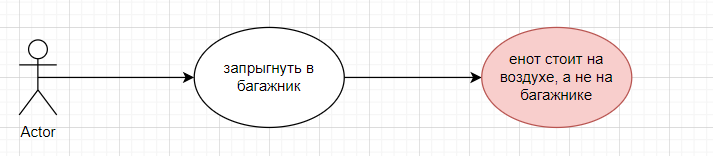 запрыгнуть в
багажник
енот стоит на
воздухе, а не на
багажнике
Actor